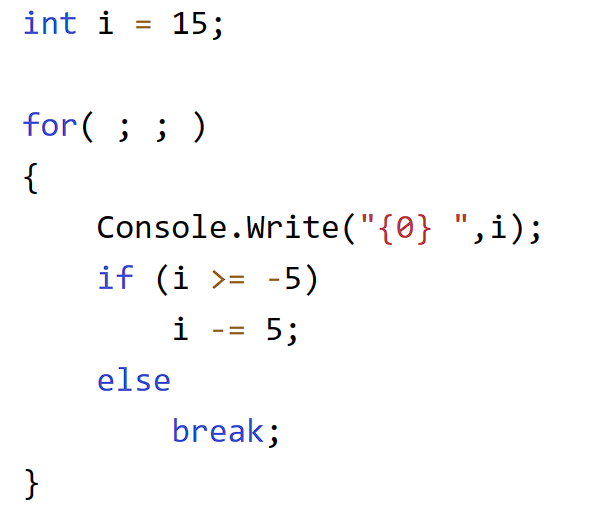 int i = 15;
for( ; ; )
{
Console.Write("{0} ",i);
if (i >= -5)
i -= 5;
else
break;
}